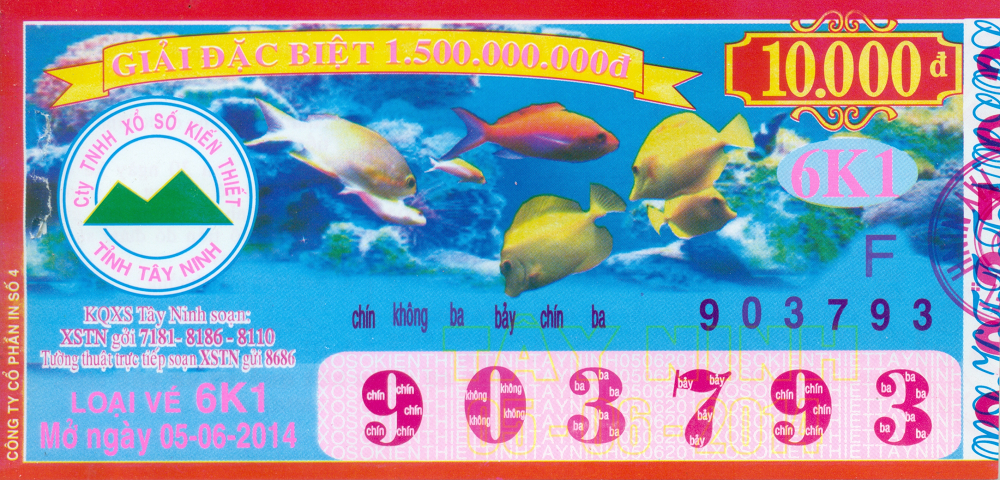 GIẢI ĐẶC BIỆT 1.500.000.000đ
10.000 đ
6K1
F
Cty TNHH XỔ SỐ KIẾN THIẾT
TỈNH TÂY NINH
KQXS Tây Ninh soạn:
XSTN gởi 7181- 8186 - 8110
Tường thuật trực tiếp soạn XSTN gửi 8686
LOẠI VÉ 6K1
Mở ngày 05-06-2014
CÔNG TY CỔ PHẦN IN SỐ 4
chín không ba bảy chín ba
903793
TÂY NINH
903793